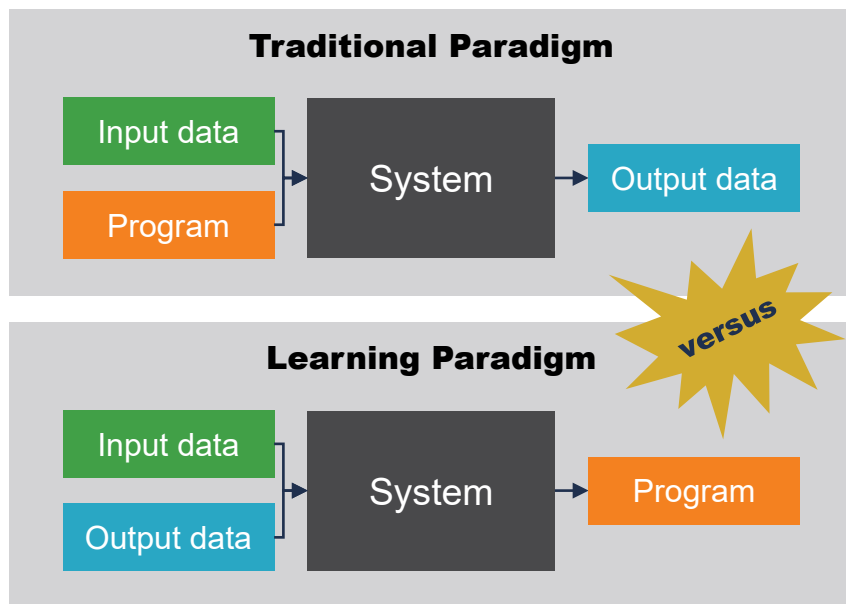 Traditional Paradigm
Input data
Program
System
Output data
versus
Learning Paradigm
Input data
Output data
System
Program